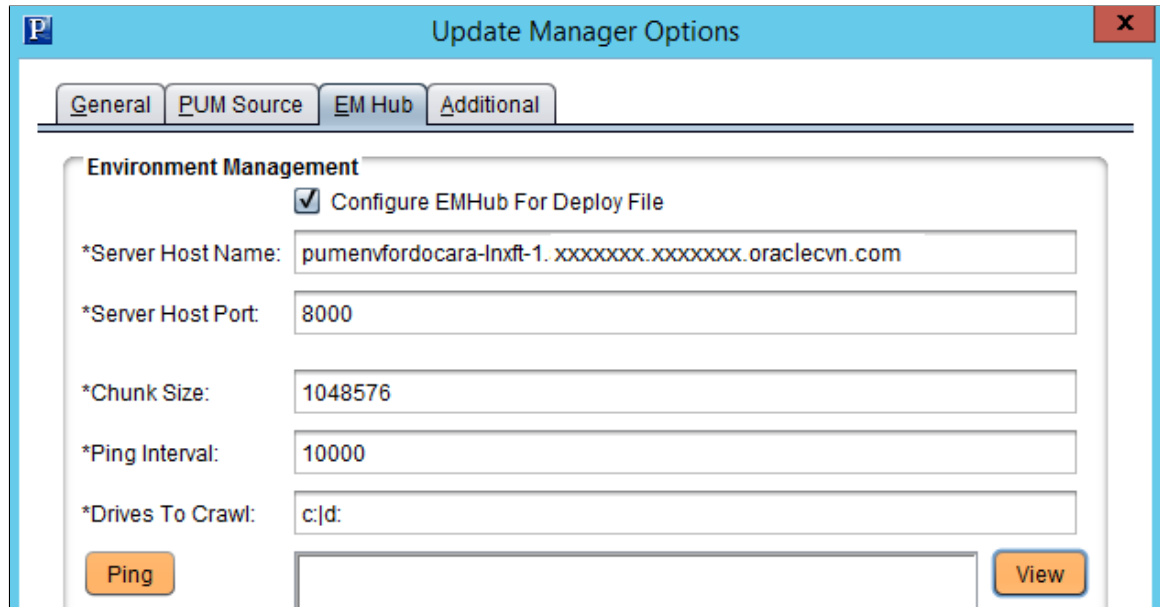 P
Update Manager Options
x
General PUM Source EM Hub Additional
Environment Management
Configure EMHub For Deploy File
*Server Host Name: pumenvfordocara-lnxft-1. xxxxxxx.xxxxxxx.oraclecvn.com
*Server Host Port: 8000
*Chunk Size: 1048576
*Ping Interval: 10000
*Drives To Crawl: c:|d:
Ping View